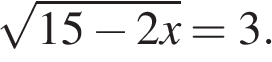 √15 − 2x = 3.